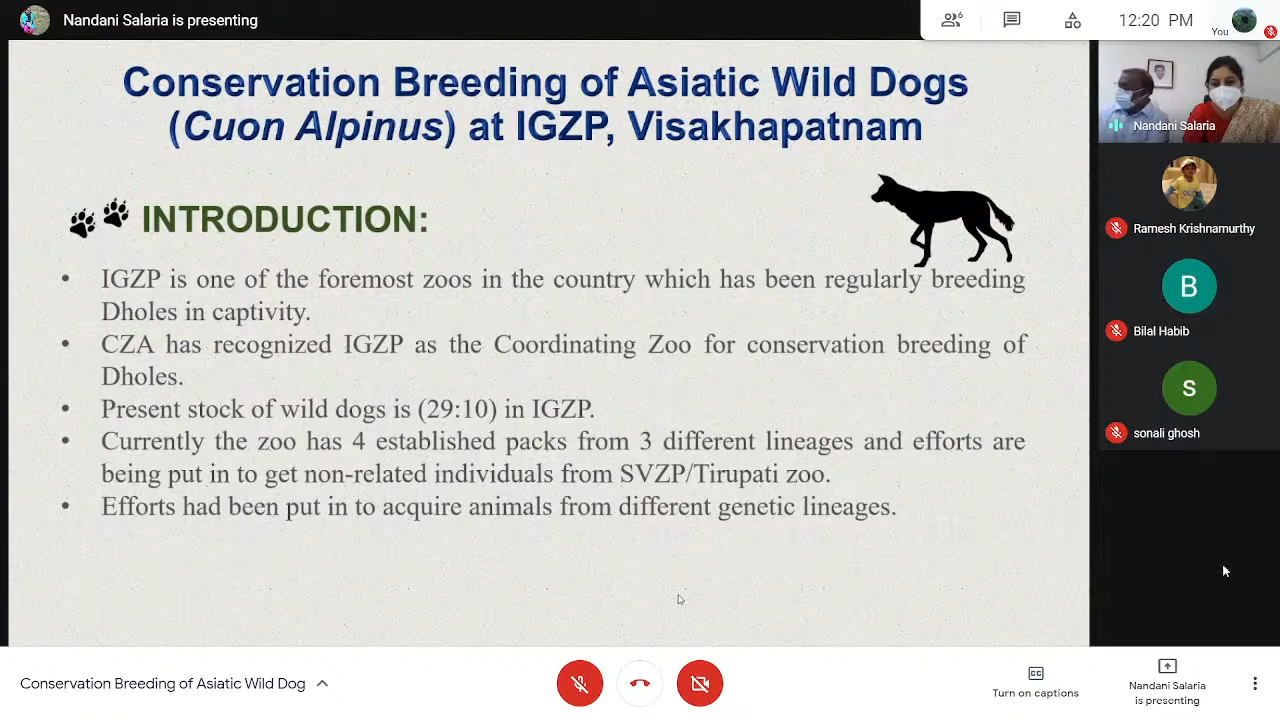 Nandani Salaria is presenting
6
12:20 PM
You
Conservation Breeding of Asiatic Wild Dogs
(Cuon Alpinus) at IGZP, Visakhapatnam
INTRODUCTION:
• IGZP is one of the foremost zoos in the country which has been regularly breeding
Dholes in captivity.
• CZA has recognized IGZP as the Coordinating Zoo for conservation breeding of
Dholes.
• Present stock of wild dogs is (29:10) in IGZP.
• Currently the zoo has 4 established packs from 3 different lineages and efforts are
being put in to get non-related individuals from SVZP/Tirupati zoo.
• Efforts had been put in to acquire animals from different genetic lineages.
Nandani Salaria
Ramesh Krishnamurthy
B
Bilal Habib
S
sonali ghosh
Conservation Breeding of Asiatic Wild Dog
CC
Turn on captions
Nandani Salaria
is presenting